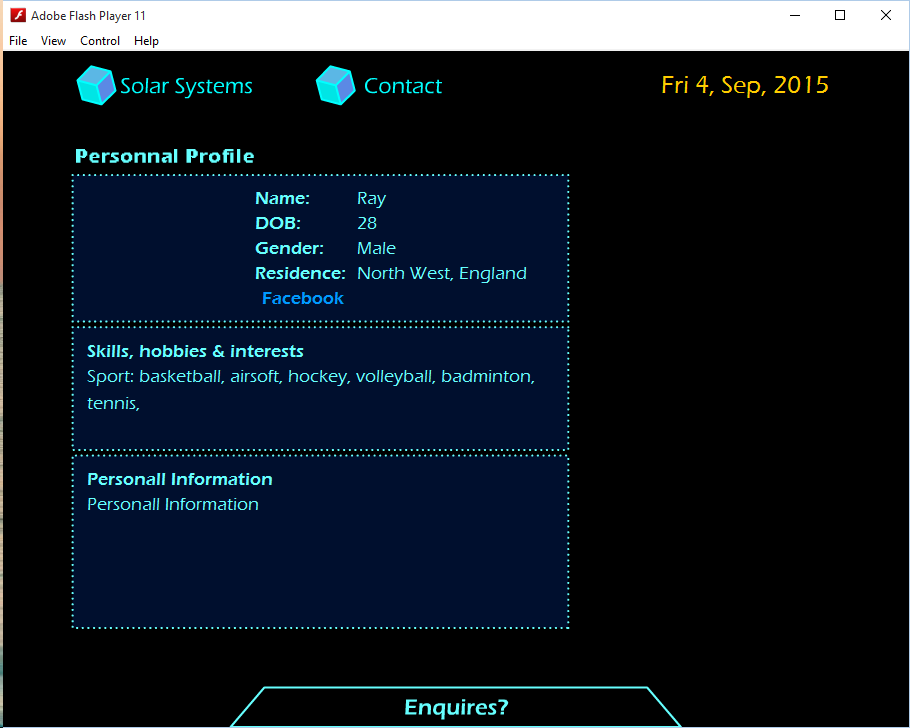 Adobe Flash Player 11
File View Control Help
Solar Systems Contact Fri 4, Sep, 2015
Personnal Profile
Name: Ray
DOB: 28
Gender: Male
Residence: North West, England
Facebook
Skills, hobbies & interests
Sport: basketball, airsoft, hockey, volleyball, badminton,
tennis,
Personall Information
Personall Information
Enquires?